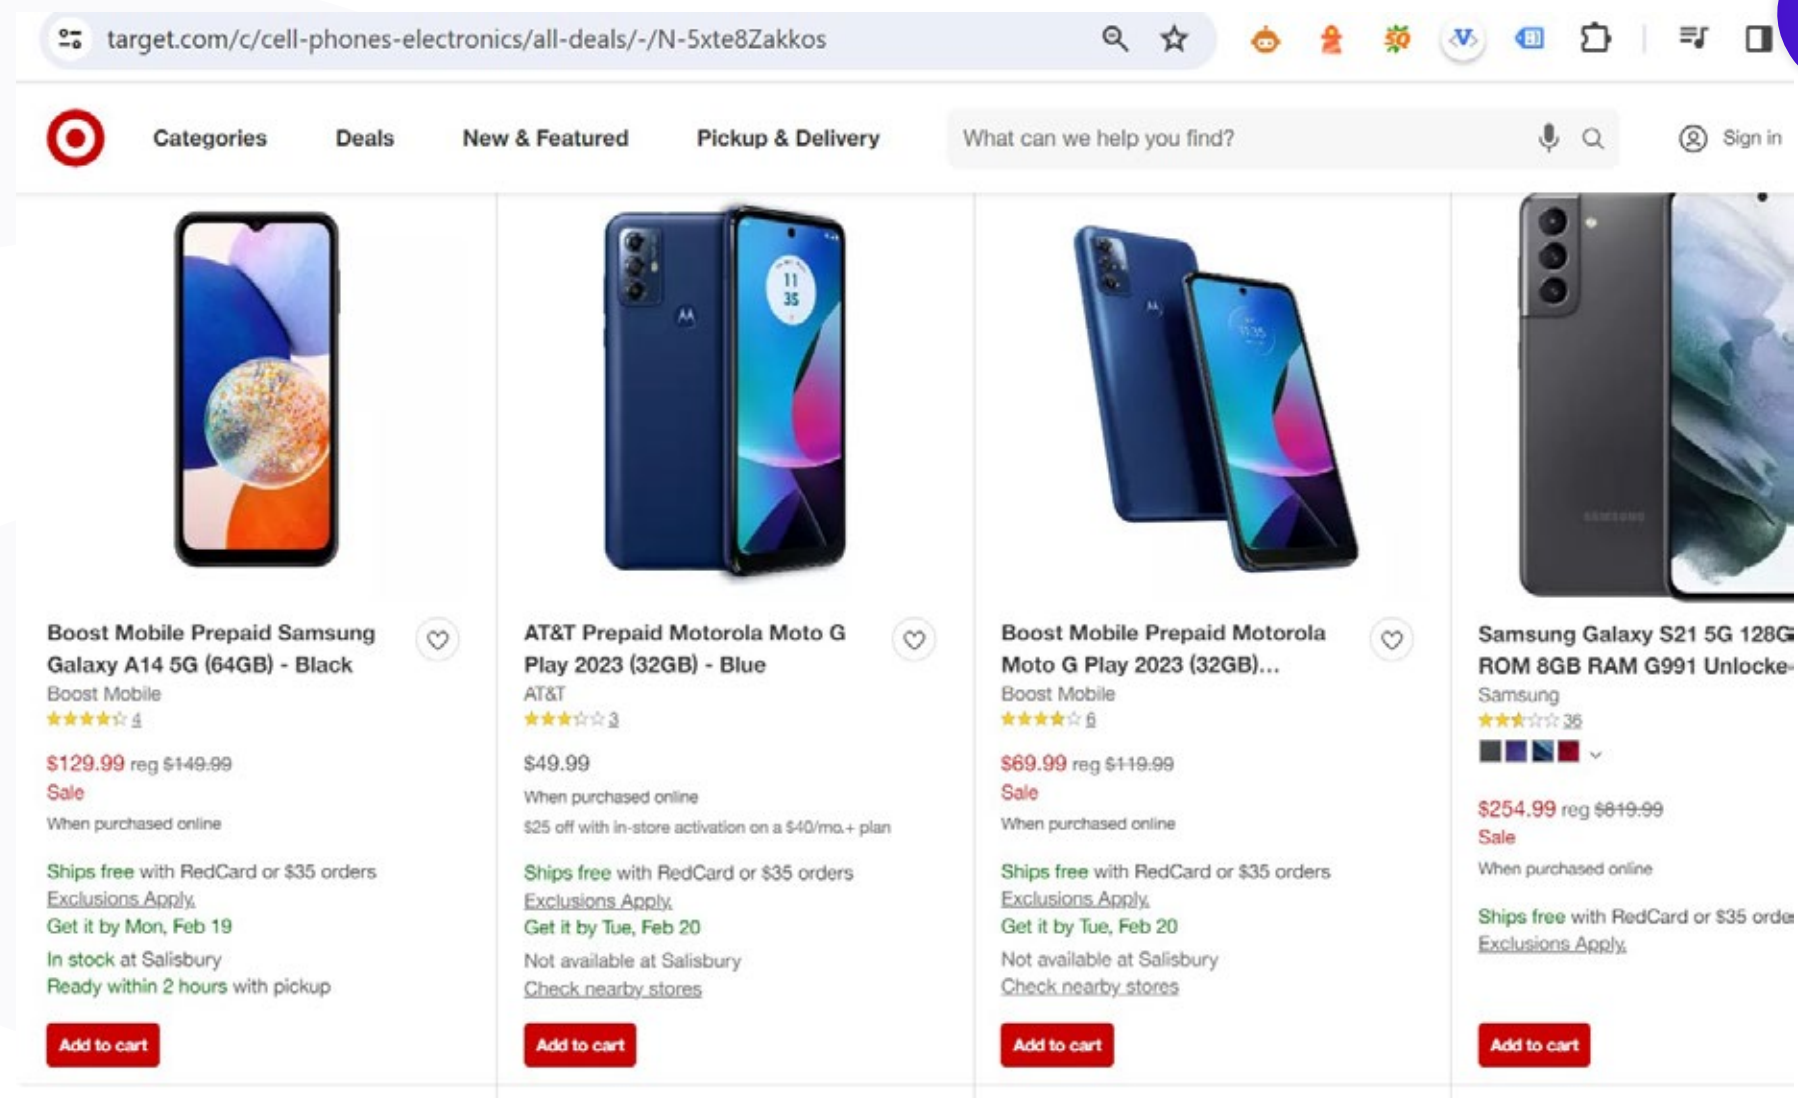 target.com/c/cell-phones-electronics/all-deals/-/N-5xte8Zakkos
Categories
Deals
New & Featured
Pickup & Delivery
What can we help you find?
Sign in
11
35
SAMSUNG
Boost Mobile Prepaid Samsung
Galaxy A14 5G (64GB) - Black
Boost Mobile
4
$129.99 reg $149.99
Sale
When purchased online
Ships free with RedCard or $35 orders
Exclusions Apply.
Get it by Mon, Feb 19
In stock at Salisbury
Ready within 2 hours with pickup
Add to cart
AT&T Prepaid Motorola Moto G
Play 2023 (32GB) - Blue
AT&T
3
$49.99
When purchased online
$25 off with in-store activation on a $40/mo.+ plan
Ships free with RedCard or $35 orders
Exclusions Apply.
Get it by Tue, Feb 20
Not available at Salisbury
Check nearby stores
Add to cart
Boost Mobile Prepaid Motorola
Moto G Play 2023 (32GB)...
Boost Mobile
6
$69.99 reg $119.99
Sale
When purchased online
Ships free with RedCard or $35 orders
Exclusions Apply.
Get it by Tue, Feb 20
Not available at Salisbury
Check nearby stores
Add to cart
Samsung Galaxy S21 5G 128G
ROM 8GB RAM G991 Unlocke
Samsung
36
$254.99 reg $819.99
Sale
When purchased online
Ships free with RedCard or $35 orde
Exclusions Apply.
Add to cart